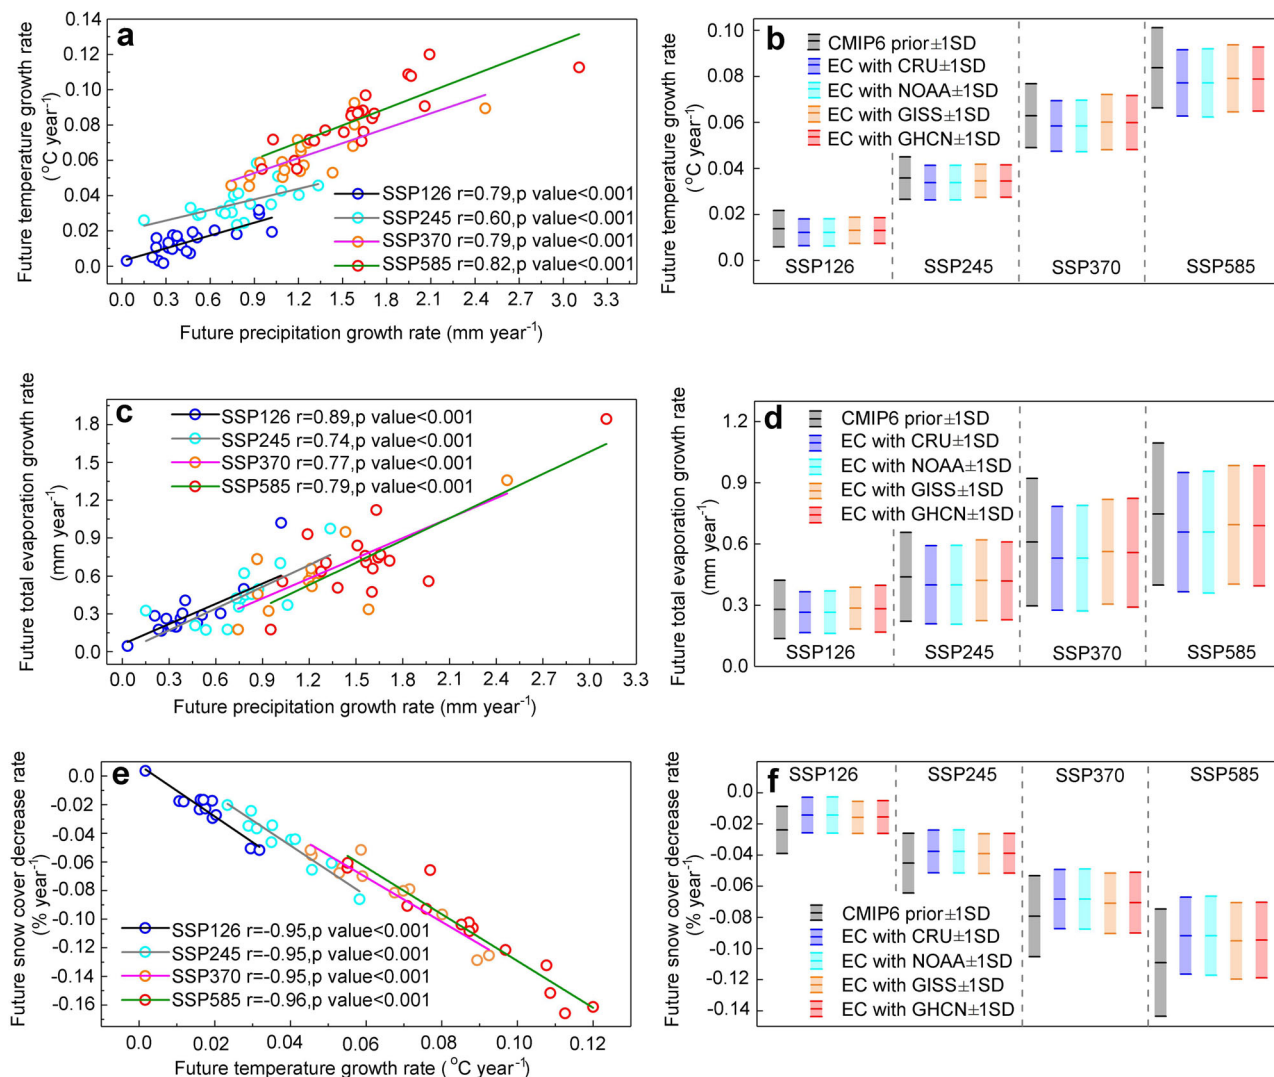 a
Future temperature growth rate
(°C year⁻¹)
0.14
0.12
0.10
0.08
0.06
0.04
0.02
0.0
SSP126 r=0.79,p value<0.001
SSP245 r=0.60,p value<0.001
SSP370 r=0.79,p value<0.001
SSP585 r=0.82,p value<0.001
0.0 0.3 0.6 0.9 1.2 1.5 1.8 2.1 2.4 2.7 3.0 3.3
Future precipitation growth rate (mm year⁻¹)
b
Future temperature growth rate
(°C year⁻¹)
0.10
0.08
0.06
0.04
0.02
0.0
CMIP6 prior±1SD
EC with CRU±1SD
EC with NOAA±1SD
EC with GISS±1SD
EC with GHCN±1SD
SSP126 SSP245 SSP370 SSP585
c
Future total evaporation growth rate
(mm year⁻¹)
1.8
1.5
1.2
0.9
0.6
0.3
0.0
SSP126 r=0.89,p value<0.001
SSP245 r=0.74,p value<0.001
SSP370 r=0.77,p value<0.001
SSP585 r=0.79,p value<0.001
0.0 0.3 0.6 0.9 1.2 1.5 1.8 2.1 2.4 2.7 3.0 3.3
Future precipitation growth rate (mm year⁻¹)
d
Future total evaporation growth rate
(mm year⁻¹)
1.2
0.9
0.6
0.3
0.0
CMIP6 prior±1SD
EC with CRU±1SD
EC with NOAA±1SD
EC with GISS±1SD
EC with GHCN±1SD
SSP126 SSP245 SSP370 SSP585
e
Future snow cover decrease rate
(% year⁻¹)
0.0
-0.02
-0.04
-0.06
-0.08
-0.10
-0.12
-0.14
-0.16
SSP126 r=-0.95,p value<0.001
SSP245 r=-0.95,p value<0.001
SSP370 r=-0.95,p value<0.001
SSP585 r=-0.96,p value<0.001
0.0 0.02 0.04 0.06 0.08 0.10 0.12
Future temperature growth rate (°C year⁻¹)
f
Future snow cover decrease rate
(% year⁻¹)
SSP126 SSP245 SSP370 SSP585
0.0
-0.02
-0.04
-0.06
-0.08
-0.10
-0.12
-0.14
CMIP6 prior±1SD
EC with CRU±1SD
EC with NOAA±1SD
EC with GISS±1SD
EC with GHCN±1SD